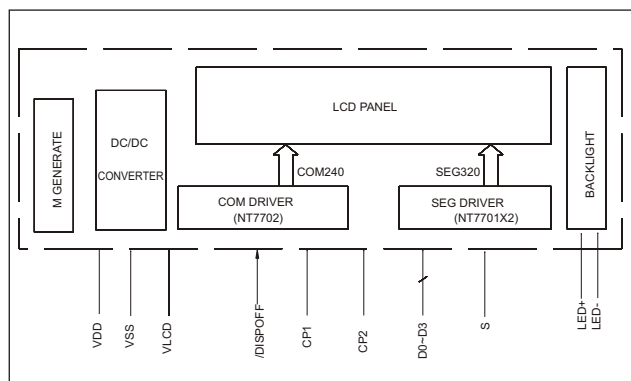 LCD PANEL
M GENERATE
DC/DC
CONVERTER
BACKLIGHT
COM240
SEG320
COM DRIVER
(NT7702)
SEG DRIVER
(NT7701X2)
VDD
VSS
VLCD
/DISPOFF
CP1
CP2
D0~D3
S
LED+
LED-